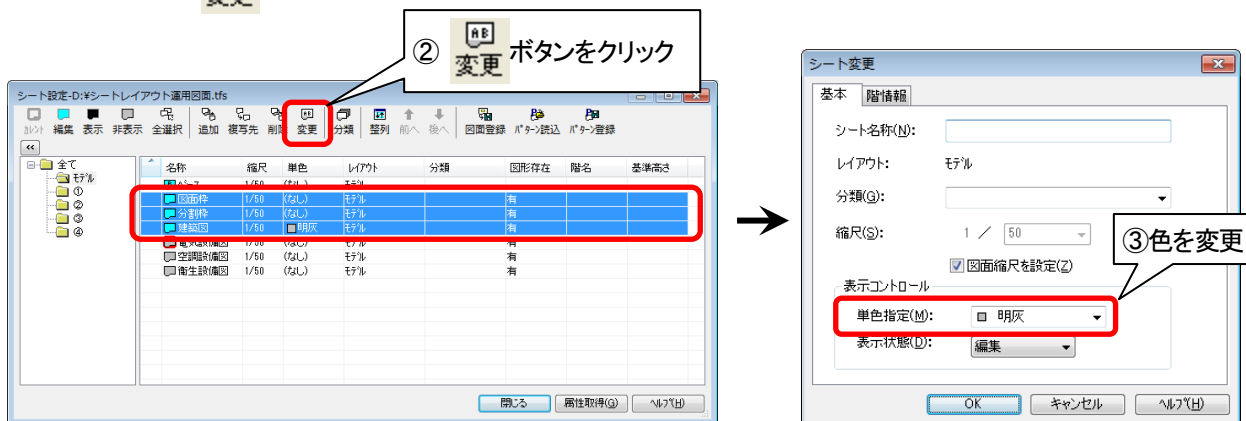 変更
② 変更 ボタンをクリック
シート設定-D:¥シートレイアウト運用図面.tfs
カレント 編集 表示 非表示 全選択 追加 複写先 削除 変更 分類 整列 前へ 後へ 図面登録 パターン読込 パターン登録
<<
全て
モデル
①
②
③
④
名称 縮尺 単色 レイアウト 分類 図形存在 階名 基準高さ
ベース 1/50 (なし) モデル
図面枠 1/50 (なし) モデル 有
分割枠 1/50 (なし) モデル 有
建築図 1/50 明灰 モデル 有
電気設備図 1/50 (なし) モデル 有
空調設備図 1/50 (なし) モデル 有
衛生設備図 1/50 (なし) モデル 有
閉じる 属性取得(G) ヘルプ(H)
シート変更
基本 階情報
シート名称(N):
レイアウト: モデル
分類(G):
縮尺(S): 1 / 50
図面縮尺を設定(Z)
③色を変更
表示コントロール
単色指定(M): 明灰
表示状態(D): 編集
OK キャンセル ヘルプ(H)